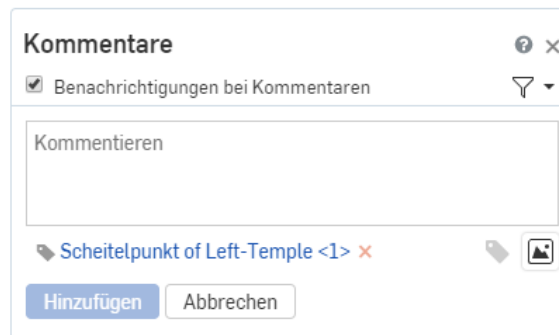 Kommentare
Benachrichtigungen bei Kommentaren
Kommentieren
Scheitelpunkt of Left-Temple <1>
Hinzufügen Abbrechen